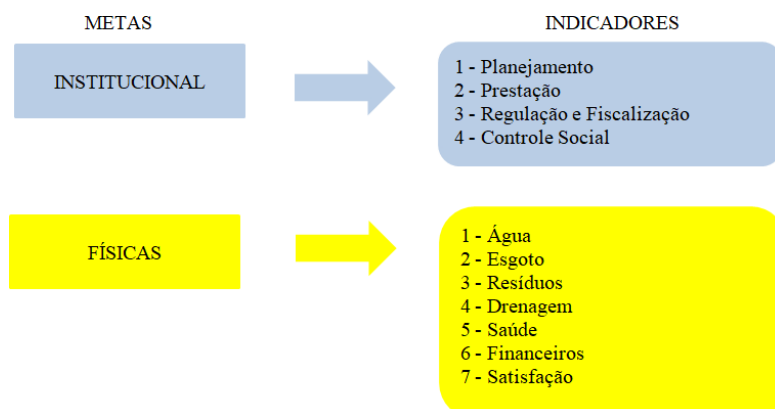 METAS
INDICADORES
INSTITUCIONAL
1 - Planejamento
2 - Prestação
3 - Regulação e Fiscalização
4 - Controle Social
FÍSICAS
1 - Água
2 - Esgoto
3 - Resíduos
4 - Drenagem
5 - Saúde
6 - Financeiros
7 - Satisfação